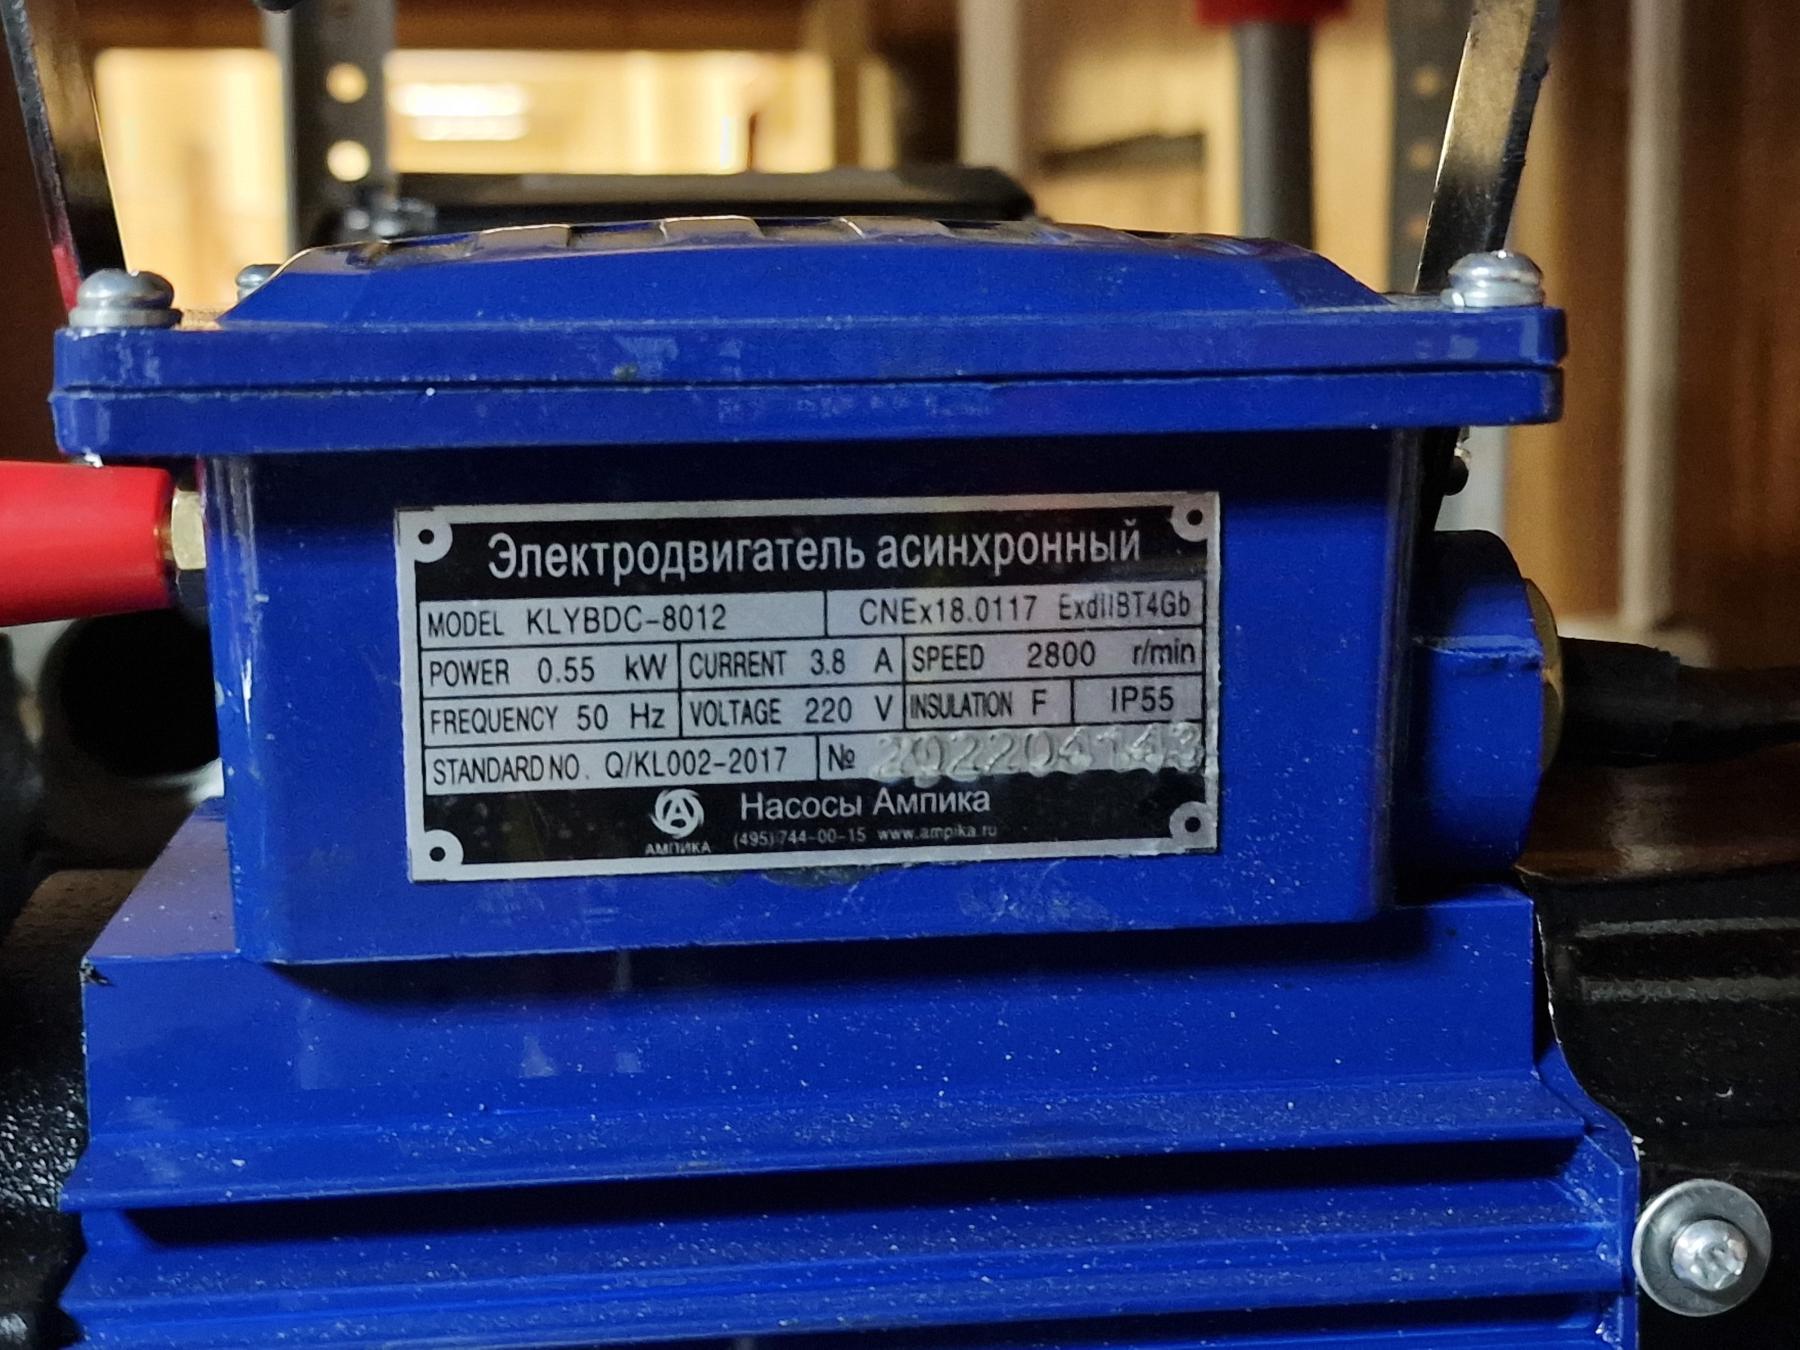 Электродвигатель асинхронный
MODEL KLYBDC-8012 CNEx18.0117 ExdIIBT4Gb
POWER 0.55 kW CURRENT 3.8 A SPEED 2800 r/min
FREQUENCY 50 Hz VOLTAGE 220 V INSULATION F IP55
STANDARD NO. Q/KL002-2017 № 202204143
Насосы Ампика
АМПИКА (495) 744-00-15 www.ampika.ru